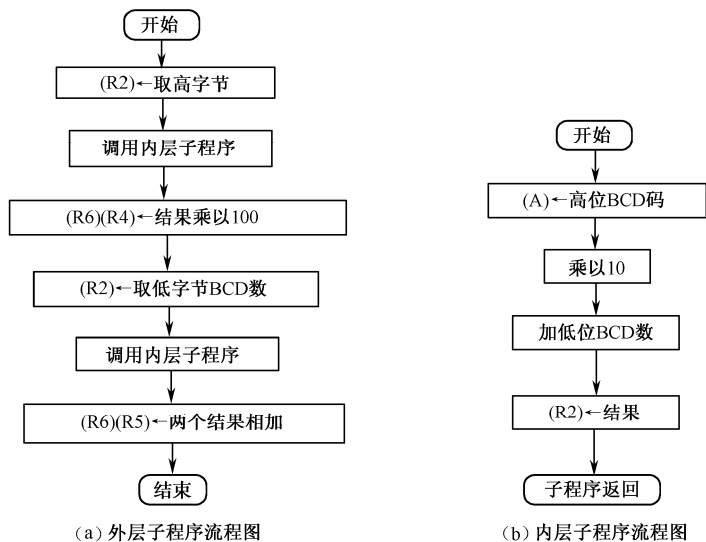 开始
(R2)←取高字节
调用内层子程序
(R6)(R4)←结果乘以100
(R2)←取低字节BCD数
调用内层子程序
(R6)(R5)←两个结果相加
结束
(a)外层子程序流程图
开始
(A)←高位BCD码
乘以10
加低位BCD数
(R2)←结果
子程序返回
(b)内层子程序流程图